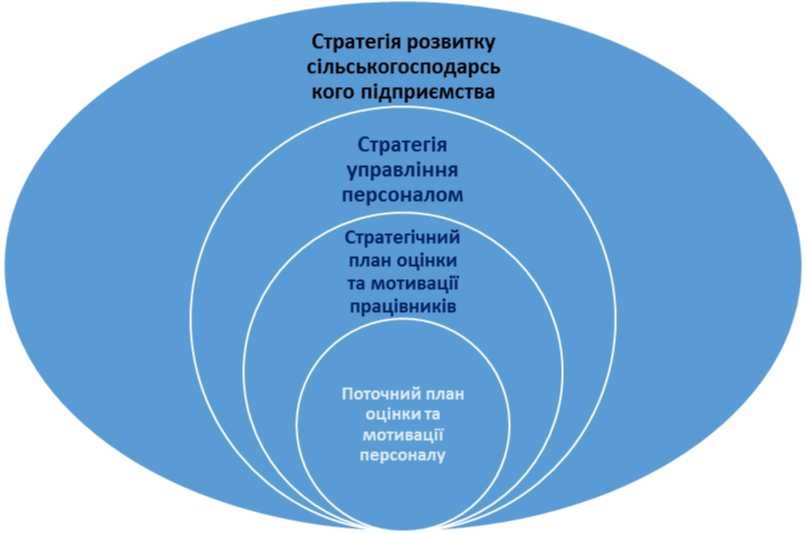 Стратегія розвитку
сільськогосподарсь
кого підприємства
Стратегія
управління
персоналом
Стратегічний
план оцінки
та мотивації
працівників
Поточний план
оцінки та
мотивації
персоналу